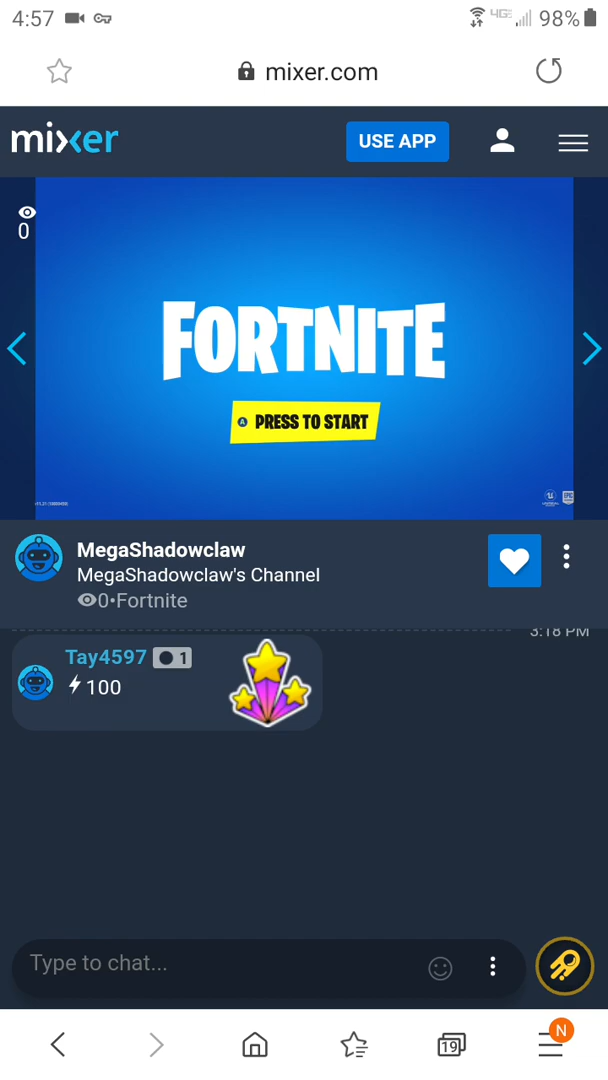 4:57
4GE 98%
mixer.com
mixer
USE APP
0
FORTNITE
A PRESS TO START
MegaShadowclaw
MegaShadowclaw's Channel
0•Fortnite
3:18 PM
Tay4597 1
100
Type to chat...
19
N